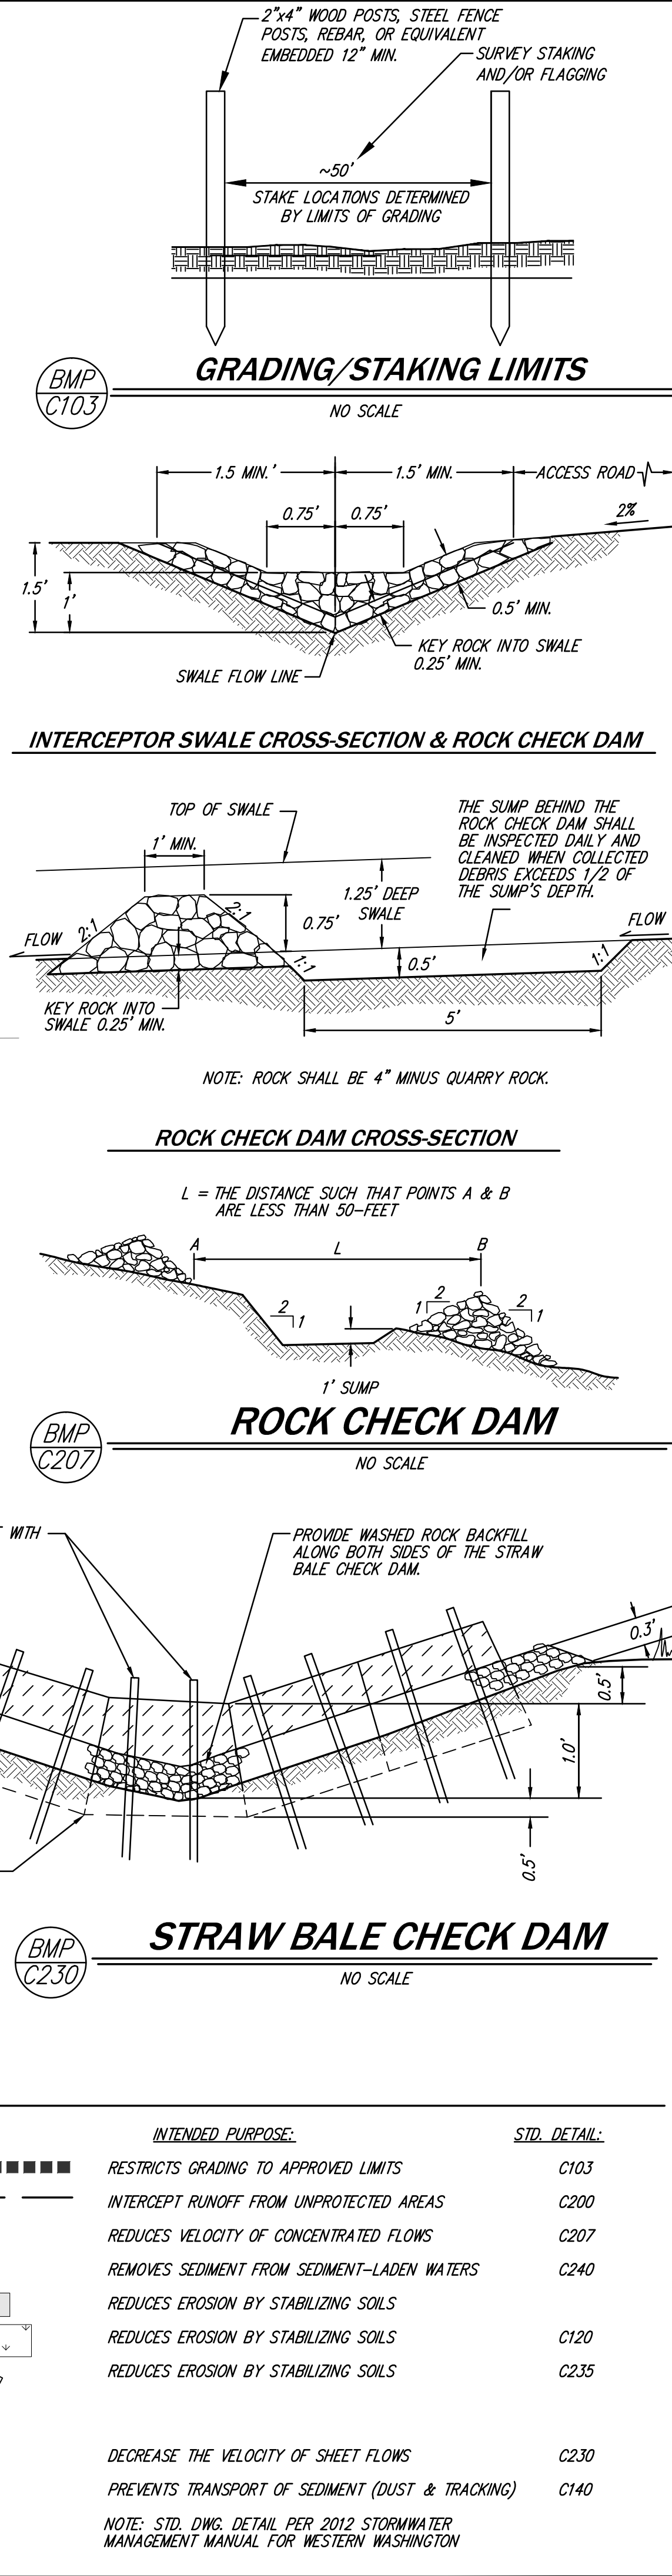 2"x4" WOOD POSTS, STEEL FENCE
POSTS, REBAR, OR EQUIVALENT
EMBEDDED 12" MIN.
SURVEY STAKING
AND/OR FLAGGING
~50'
STAKE LOCATIONS DETERMINED
BY LIMITS OF GRADING
BMP
C103
GRADING/STAKING LIMITS
NO SCALE
1.5 MIN.'
1.5' MIN.
ACCESS ROAD
0.75'
0.75'
2%
1.5'
1'
0.5' MIN.
KEY ROCK INTO SWALE
0.25' MIN.
SWALE FLOW LINE
INTERCEPTOR SWALE CROSS-SECTION & ROCK CHECK DAM
TOP OF SWALE
THE SUMP BEHIND THE
ROCK CHECK DAM SHALL
BE INSPECTED DAILY AND
CLEANED WHEN COLLECTED
DEBRIS EXCEEDS 1/2 OF
THE SUMP'S DEPTH.
1' MIN.
1.25' DEEP
SWALE
2:1
2:1
0.75'
FLOW
FLOW
1:1
0.5'
1:1
KEY ROCK INTO
SWALE 0.25' MIN.
5'
NOTE: ROCK SHALL BE 4" MINUS QUARRY ROCK.
ROCK CHECK DAM CROSS-SECTION
L = THE DISTANCE SUCH THAT POINTS A & B
ARE LESS THAN 50-FEET
A
L
B
2
1
1
2
2
1
1' SUMP
BMP
C207
ROCK CHECK DAM
NO SCALE
WITH
PROVIDE WASHED ROCK BACKFILL
ALONG BOTH SIDES OF THE STRAW
BALE CHECK DAM.
0.3'
0.5'
1.0'
0.5'
BMP
C230
STRAW BALE CHECK DAM
NO SCALE
INTENDED PURPOSE: STD. DETAIL:
RESTRICTS GRADING TO APPROVED LIMITS C103
INTERCEPT RUNOFF FROM UNPROTECTED AREAS C200
REDUCES VELOCITY OF CONCENTRATED FLOWS C207
REMOVES SEDIMENT FROM SEDIMENT-LADEN WATERS C240
REDUCES EROSION BY STABILIZING SOILS
REDUCES EROSION BY STABILIZING SOILS C120
REDUCES EROSION BY STABILIZING SOILS C235
DECREASE THE VELOCITY OF SHEET FLOWS C230
PREVENTS TRANSPORT OF SEDIMENT (DUST & TRACKING) C140
NOTE: STD. DWG. DETAIL PER 2012 STORMWATER
MANAGEMENT MANUAL FOR WESTERN WASHINGTON